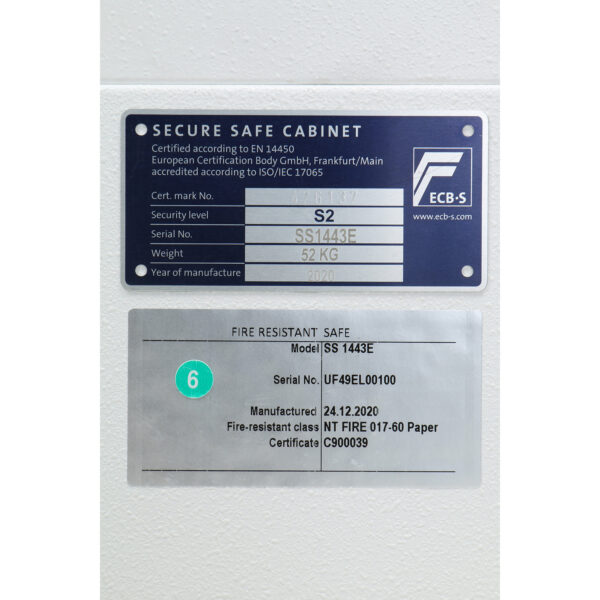 SECURE SAFE CABINET
Certified according to EN 14450
European Certification Body GmbH, Frankfurt/Main
accredited according to ISO/IEC 17065
ECB·S
www.ecb-s.com
Cert. mark No.
Security level S2
Serial No. SS1443E
Weight 52 KG
Year of manufacture 2020
FIRE RESISTANT SAFE
Model SS 1443E
6
Serial No. UF49EL00100
Manufactured 24.12.2020
Fire-resistant class NT FIRE 017-60 Paper
Certificate C900039